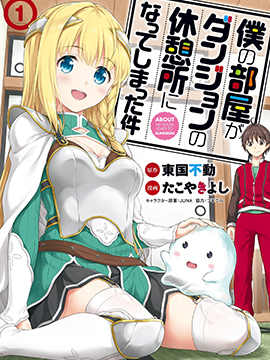 僕の部屋が
ダンジョンの
休憩所に
なってしまった件
ABOUT
MY ROOM
LEADS TO
DUNGEON
1
原作 東国不動
漫画 たこやきよし
キャラクター原案:JUNA